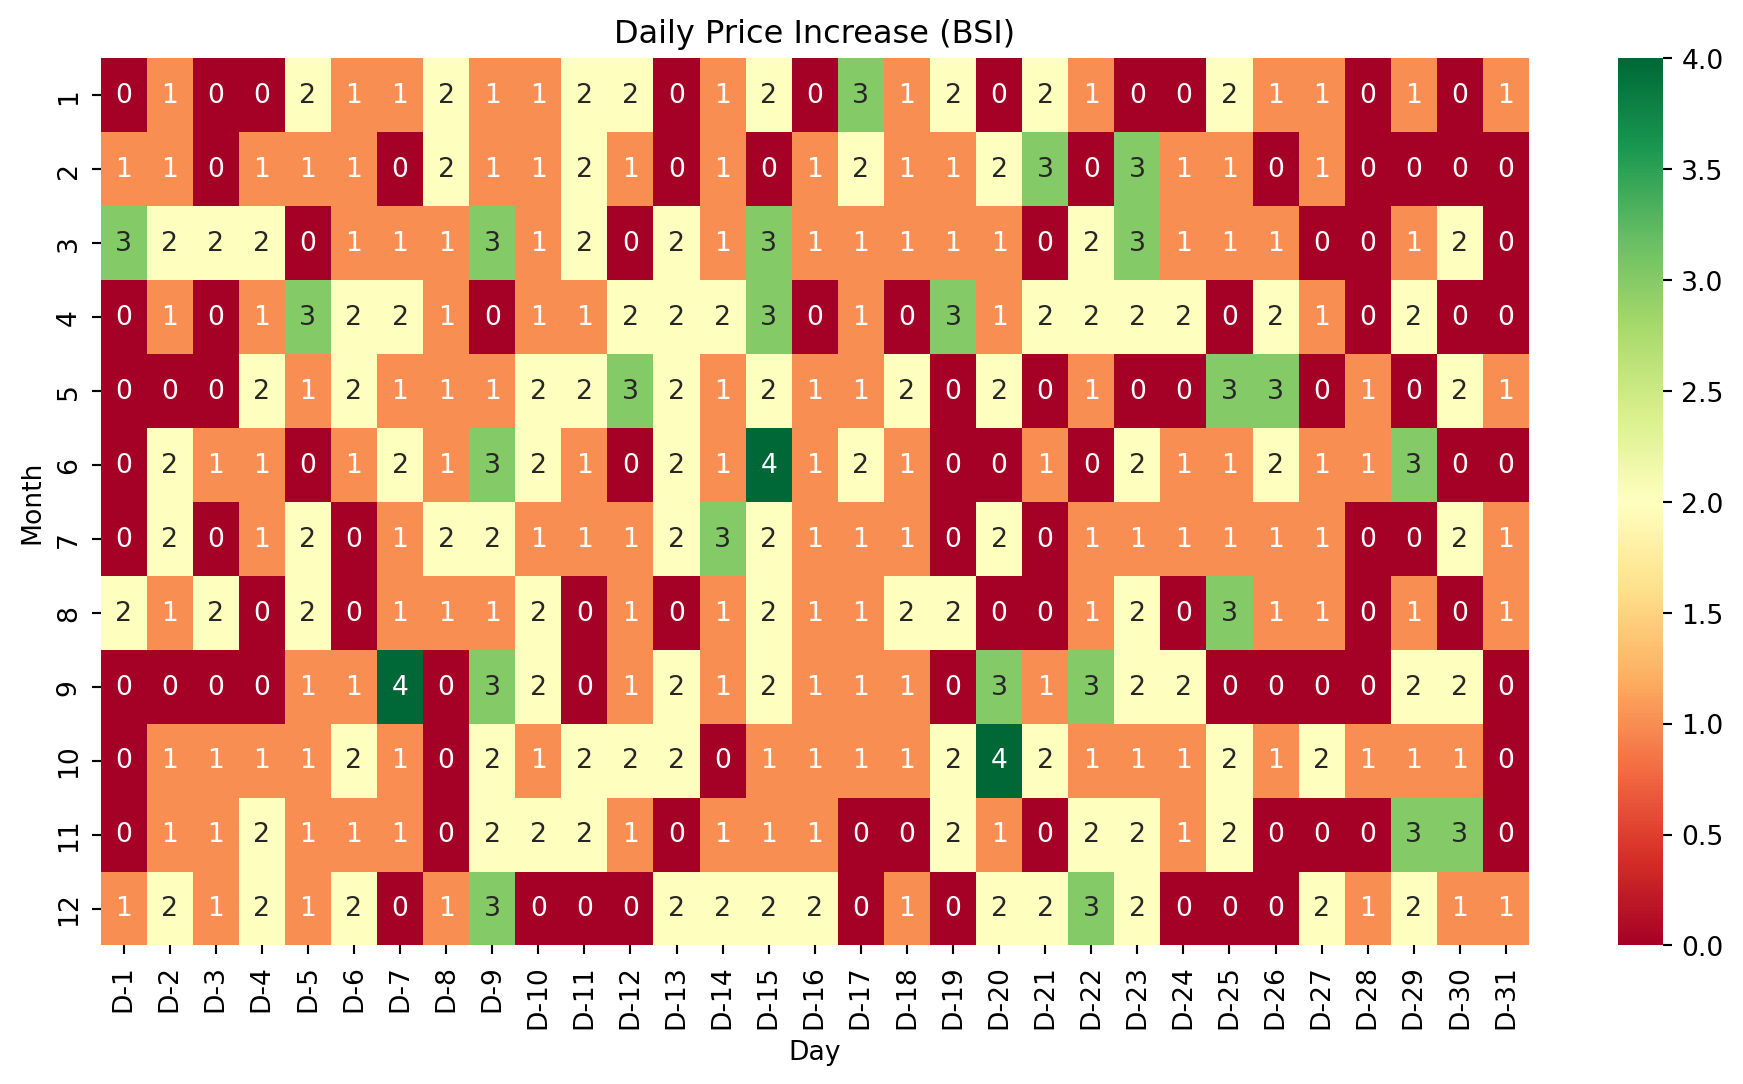 Daily Price Increase (BSI)
1 0 1 0 0 2 1 1 2 1 1 2 2 0 1 2 0 3 1 2 0 2 1 0 0 2 1 1 0 1 0 1
2 1 1 0 1 1 1 0 2 1 1 2 1 0 1 0 1 2 1 1 2 3 0 3 1 1 0 1 0 0 0 0
3 3 2 2 2 0 1 1 1 3 1 2 0 2 1 3 1 1 1 1 1 0 2 3 1 1 1 0 0 1 2 0
4 0 1 0 1 3 2 2 1 0 1 1 2 2 2 3 0 1 0 3 1 2 2 2 2 0 2 1 0 2 0 0
5 0 0 0 2 1 2 1 1 1 2 2 3 2 1 2 1 1 2 0 2 0 1 0 0 3 3 0 1 0 2 1
6 0 2 1 1 0 1 2 1 3 2 1 0 2 1 4 1 2 1 0 0 1 0 2 1 1 2 1 1 3 0 0
7 0 2 0 1 2 0 1 2 2 1 1 1 2 3 2 1 1 1 0 2 0 1 1 1 1 1 1 0 0 2 1
8 2 1 2 0 2 0 1 1 1 2 0 1 0 1 2 1 1 2 2 0 0 1 2 0 3 1 1 0 1 0 1
9 0 0 0 0 1 1 4 0 3 2 0 1 2 1 2 1 1 1 0 3 1 3 2 2 0 0 0 0 2 2 0
10 0 1 1 1 1 2 1 0 2 1 2 2 2 0 1 1 1 1 2 4 2 1 1 1 2 1 2 1 1 1 0
11 0 1 1 2 1 1 1 0 2 2 2 1 0 1 1 1 0 0 2 1 0 2 2 1 2 0 0 0 3 3 0
12 1 2 1 2 1 2 0 1 3 0 0 0 2 2 2 2 0 1 0 2 2 3 2 0 0 0 2 1 2 1 1
Month
D-1 D-2 D-3 D-4 D-5 D-6 D-7 D-8 D-9 D-10 D-11 D-12 D-13 D-14 D-15 D-16 D-17 D-18 D-19 D-20 D-21 D-22 D-23 D-24 D-25 D-26 D-27 D-28 D-29 D-30 D-31
Day
4.0
3.5
3.0
2.5
2.0
1.5
1.0
0.5
0.0